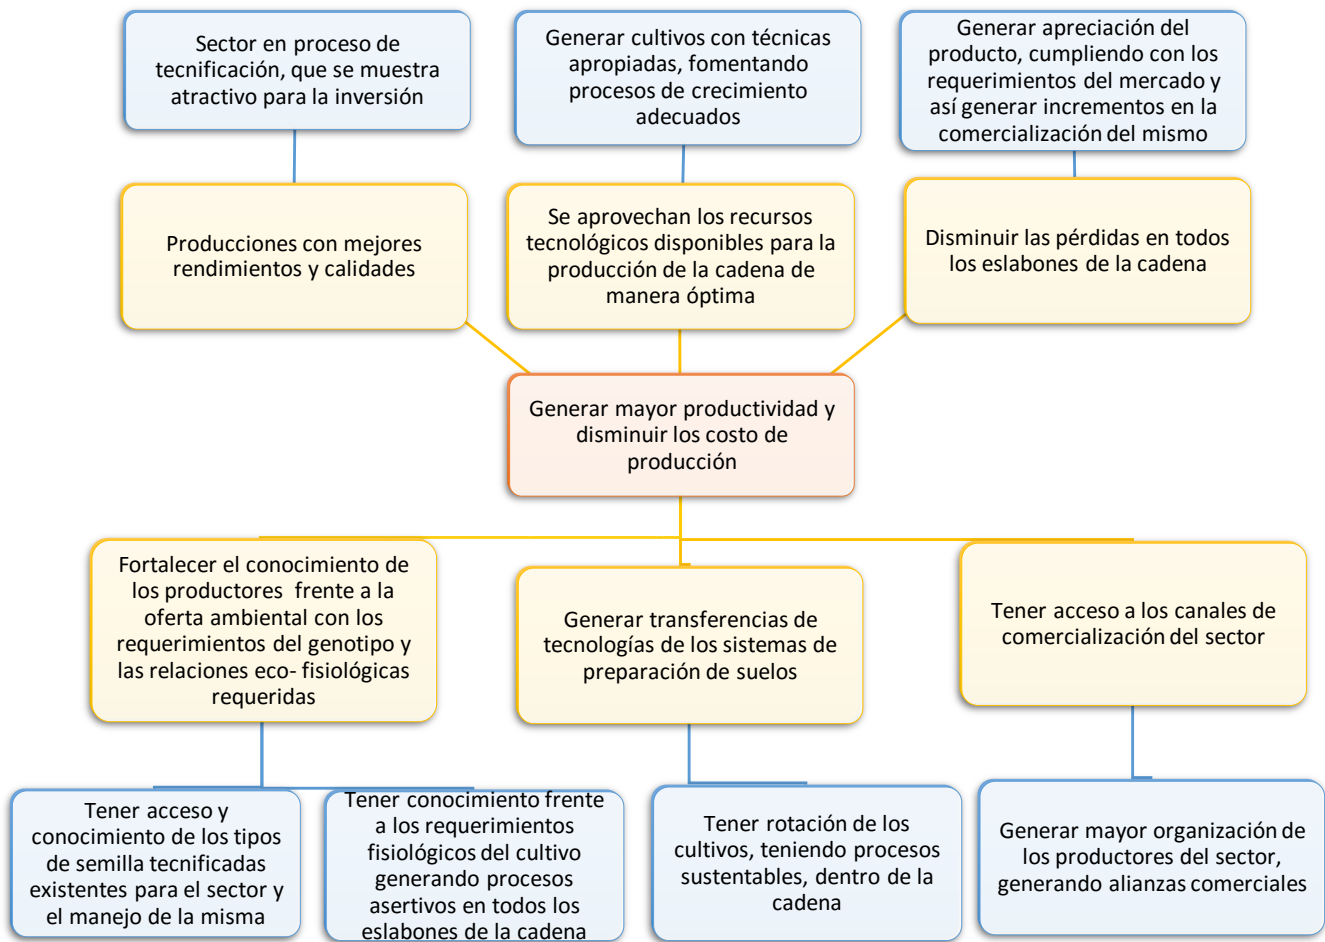 Sector en proceso de
tecnificación, que se muestra
atractivo para la inversión
Generar cultivos con técnicas
apropiadas, fomentando
procesos de crecimiento
adecuados
Generar apreciación del
producto, cumpliendo con los
requerimientos del mercado y
así generar incrementos en la
comercialización del mismo
Producciones con mejores
rendimientos y calidades
Se aprovechan los recursos
tecnológicos disponibles para la
producción de la cadena de
manera óptima
Disminuir las pérdidas en todos
los eslabones de la cadena
Generar mayor productividad y
disminuir los costo de
producción
Fortalecer el conocimiento de
los productores frente a la
oferta ambiental con los
requerimientos del genotipo y
las relaciones eco- fisiológicas
requeridas
Generar transferencias de
tecnologías de los sistemas de
preparación de suelos
Tener acceso a los canales de
comercialización del sector
Tener acceso y
conocimiento de los tipos
de semilla tecnificadas
existentes para el sector y
el manejo de la misma
Tener conocimiento frente
a los requerimientos
fisiológicos del cultivo
generando procesos
asertivos en todos los
eslabones de la cadena
Tener rotación de los
cultivos, teniendo procesos
sustentables, dentro de la
cadena
Generar mayor organización de
los productores del sector,
generando alianzas comerciales